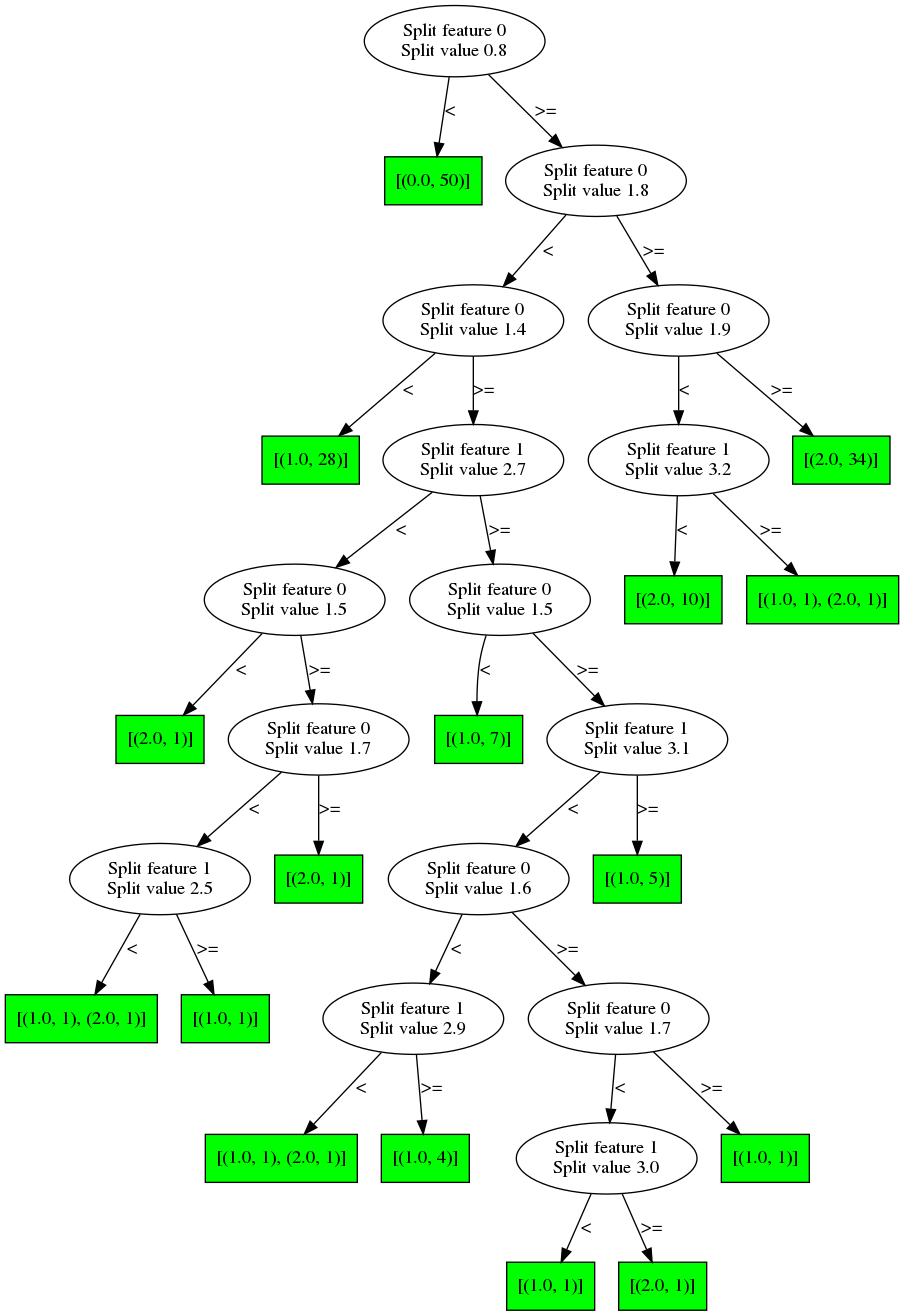 Split feature 0
Split value 0.8
<
>=
[(0.0, 50)]
Split feature 0
Split value 1.8
<
>=
Split feature 0
Split value 1.4
Split feature 0
Split value 1.9
<
>=
<
>=
[(1.0, 28)]
Split feature 1
Split value 2.7
Split feature 1
Split value 3.2
[(2.0, 34)]
<
>=
<
>=
Split feature 0
Split value 1.5
Split feature 0
Split value 1.5
[(2.0, 10)]
[(1.0, 1), (2.0, 1)]
<
>=
<
>=
[(2.0, 1)]
Split feature 0
Split value 1.7
[(1.0, 7)]
Split feature 1
Split value 3.1
<
>=
<
>=
Split feature 1
Split value 2.5
[(2.0, 1)]
Split feature 0
Split value 1.6
[(1.0, 5)]
<
>=
<
>=
[(1.0, 1), (2.0, 1)]
[(1.0, 1)]
Split feature 1
Split value 2.9
Split feature 0
Split value 1.7
<
>=
<
>=
[(1.0, 1), (2.0, 1)]
[(1.0, 4)]
Split feature 1
Split value 3.0
[(1.0, 1)]
<
>=
[(1.0, 1)]
[(2.0, 1)]